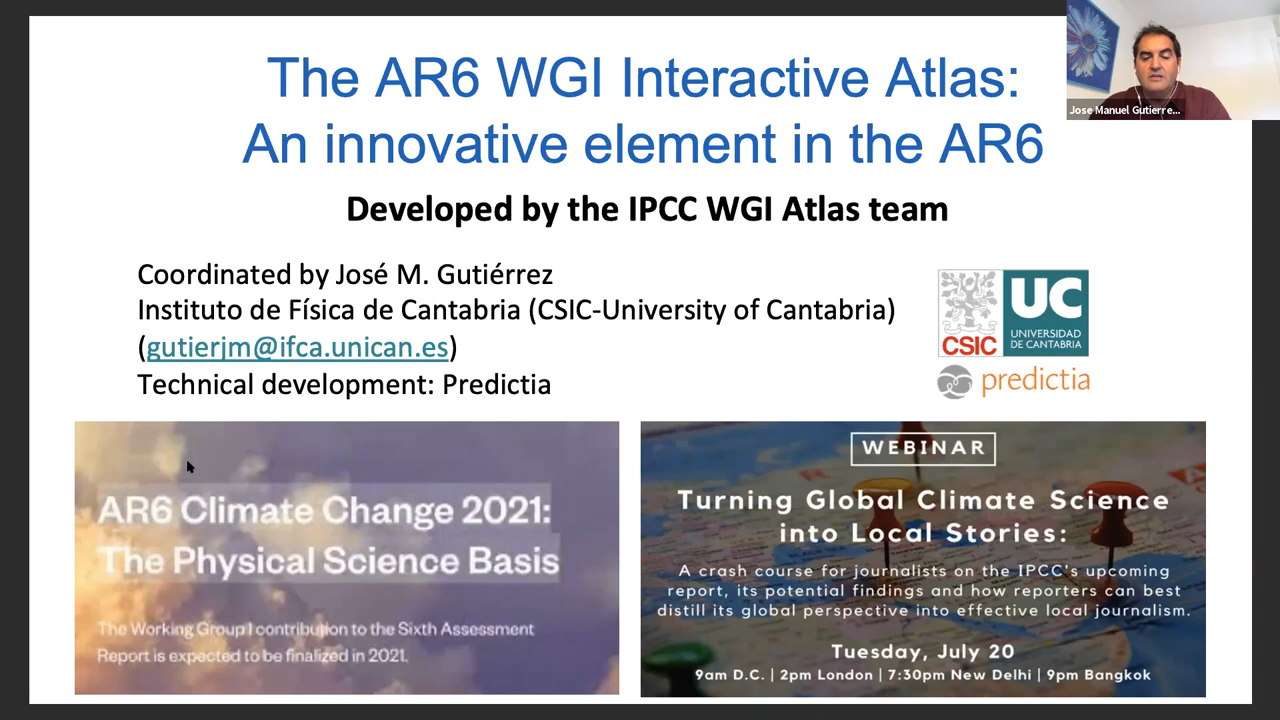 The AR6 WGI Interactive Atlas:
An innovative element in the AR6
Jose Manuel Gutierre...
Developed by the IPCC WGI Atlas team
Coordinated by José M. Gutiérrez
Instituto de Física de Cantabria (CSIC-University of Cantabria)
(gutierjm@ifca.unican.es)
Technical development: Predictia
CSIC
UC
UNIVERSIDAD
DE CANTABRIA
predictia
AR6 Climate Change 2021:
The Physical Science Basis
The Working Group I contribution to the Sixth Assessment
Report is expected to be finalized in 2021.
WEBINAR
Turning Global Climate Science
into Local Stories:
A crash course for journalists on the IPCC's upcoming
report, its potential findings and how reporters can best
distill its global perspective into effective local journalism.
Tuesday, July 20
9am D.C. | 2pm London | 7:30pm New Delhi | 9pm Bangkok